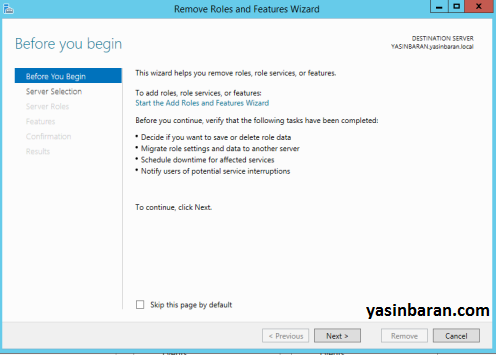 Remove Roles and Features Wizard
Before you begin
DESTINATION SERVER
YASINBARAN.yasinbaran.local
Before You Begin
Server Selection
Server Roles
Features
Confirmation
Results
This wizard helps you remove roles, role services, or features.
To add roles, role services, or features:
Start the Add Roles and Features Wizard
Before you continue, verify that the following tasks have been completed:
• Decide if you want to save or delete role data
• Migrate role settings and data to another server
• Schedule downtime for affected services
• Notify users of potential service interruptions
To continue, click Next.
Skip this page by default
yasinbaran.com
< Previous
Next >
Remove
Cancel